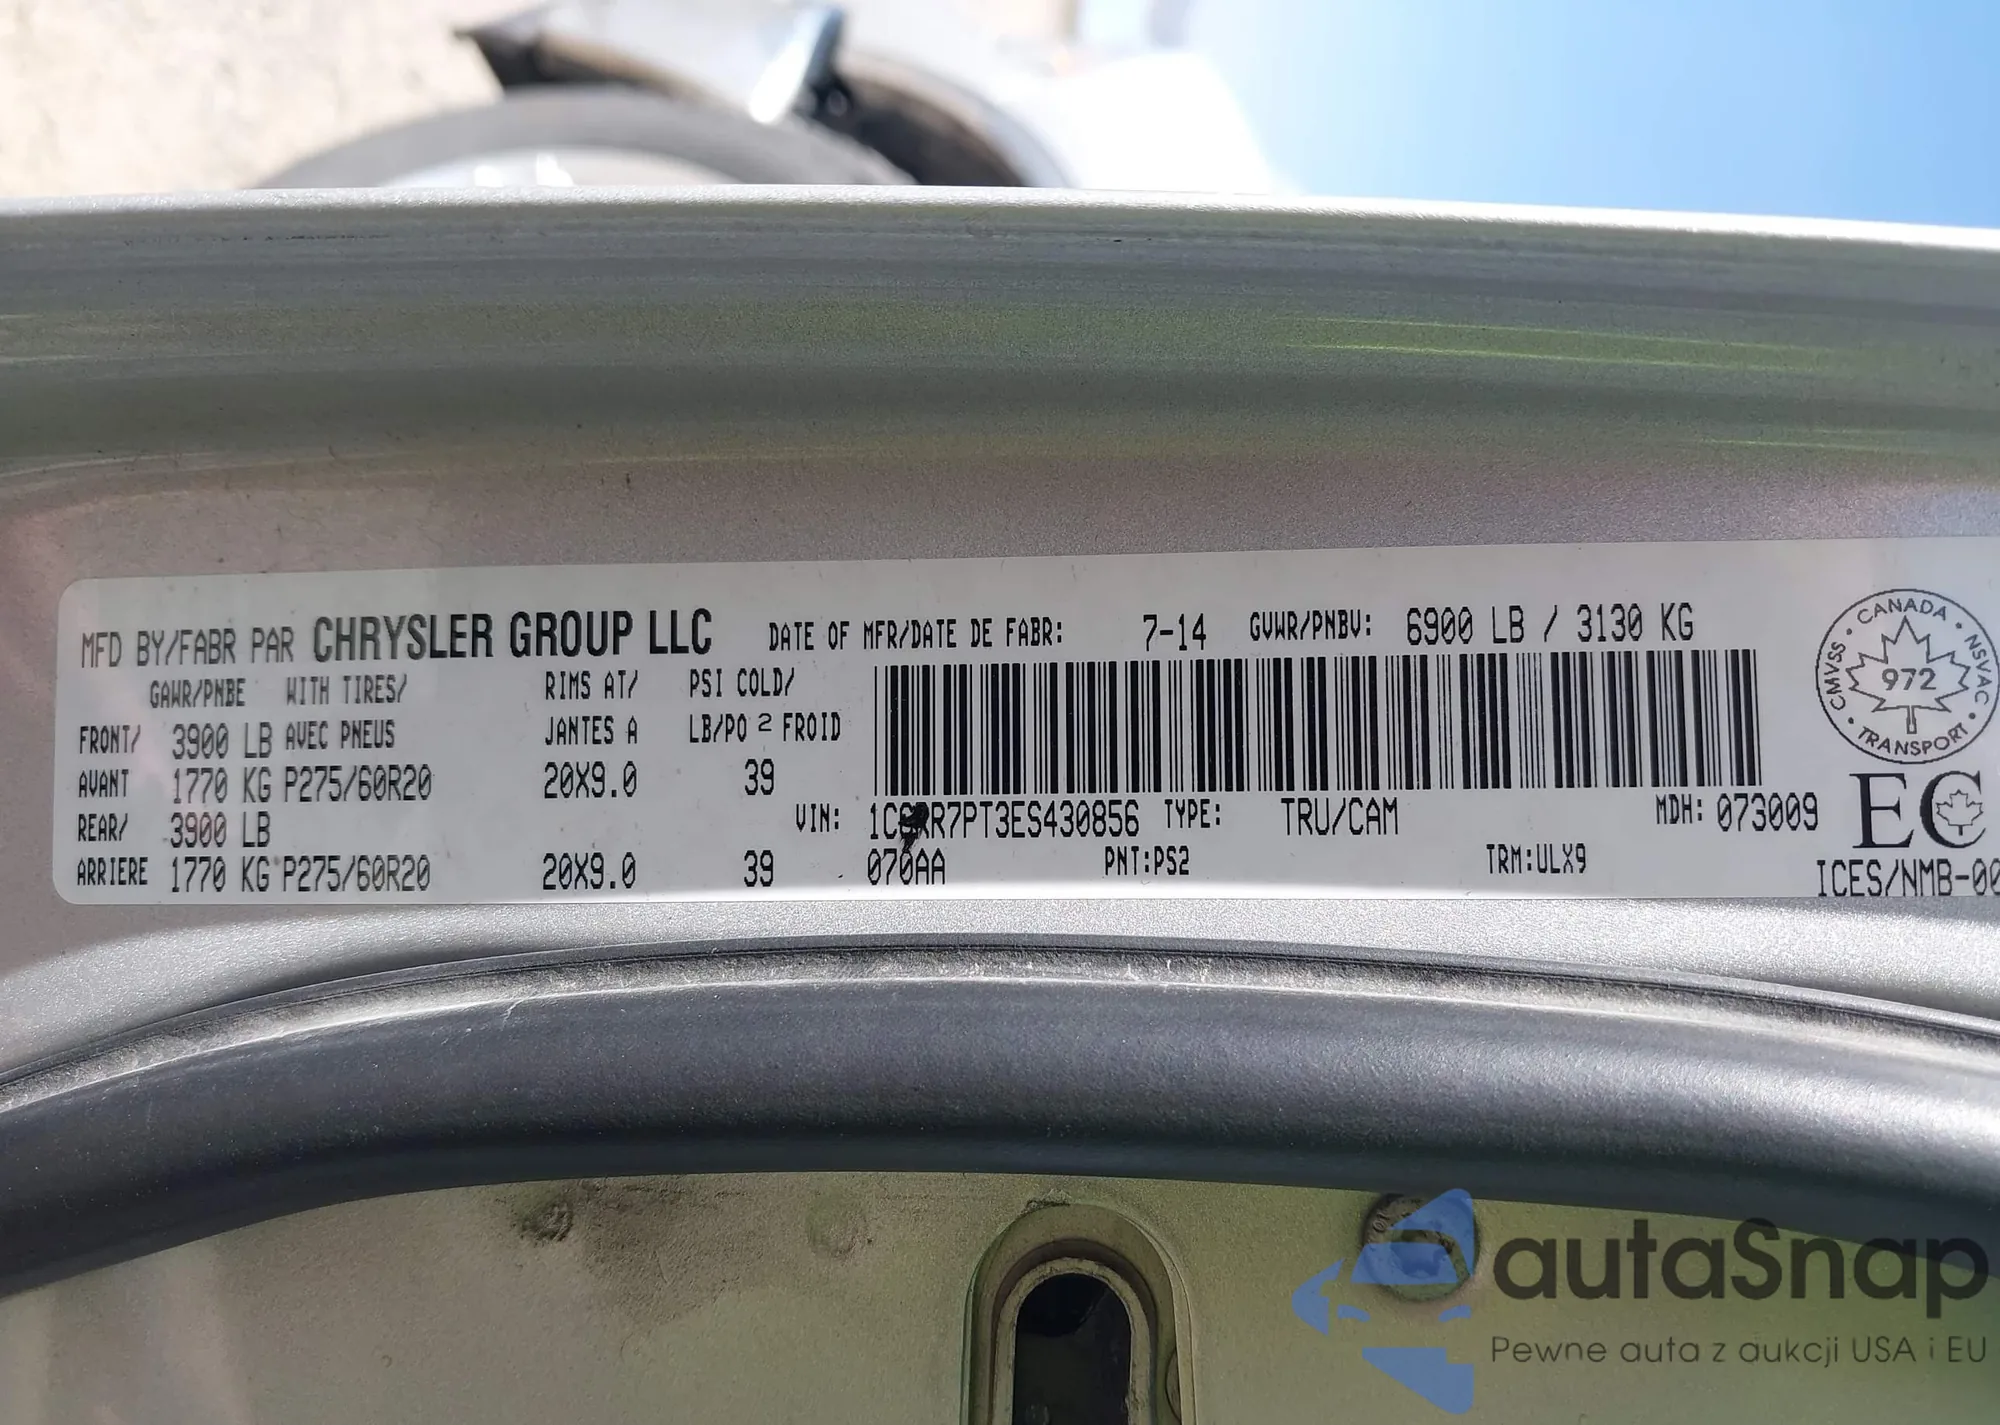 MFD BY/FABR PAR CHRYSLER GROUP LLC DATE OF MFR/DATE DE FABR: 7-14 GVWR/PNBV: 6900 LB / 3130 KG
GAWR/PNBE WITH TIRES/ RIMS AT/ PSI COLD/
FRONT/ 3900 LB AVEC PNEUS JANTES A LB/PO 2 FROID
AVANT 1770 KG P275/60R20 20X9.0 39
REAR/ 3900 LB VIN: TYPE: TRU/CAM MDH: 073009
ARRIERE 1770 KG P275/60R20 20X9.0 39 070AA PNT:PS2 TRM:ULX9
CMVSS · CANADA · NSVAC · TRANSPORT ·
972
EC
ICES/NMB-00
autaSnap
Pewne auta z aukcji USA i EU